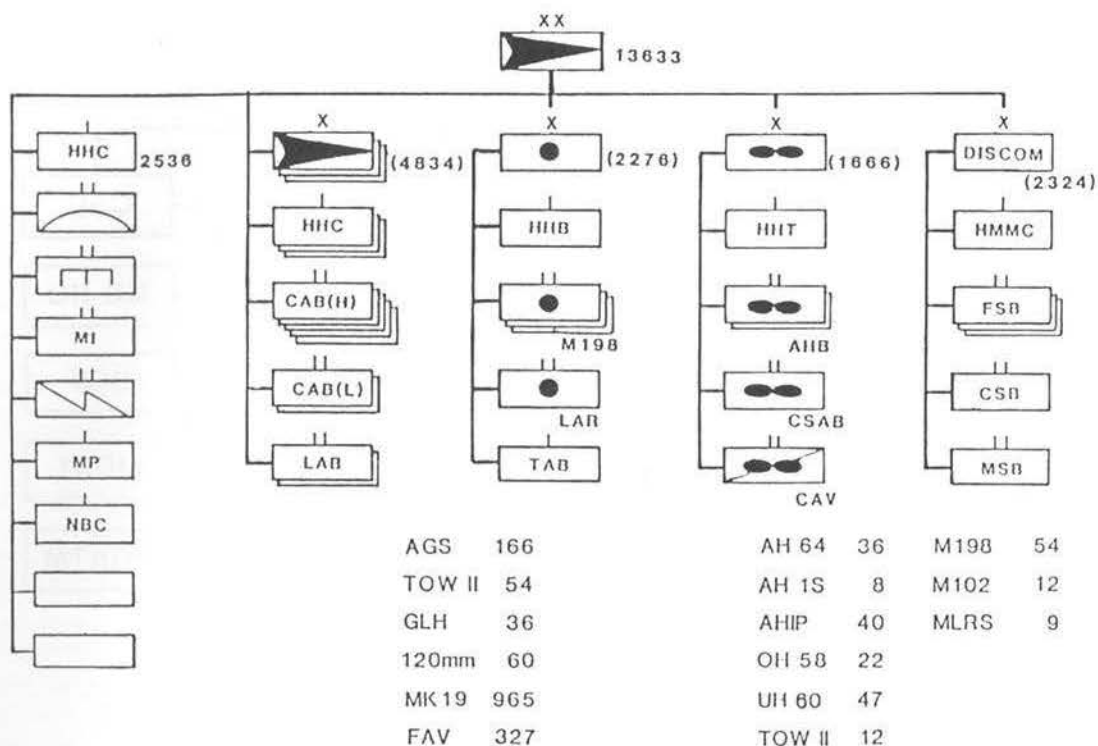 XX
13633
HHC 2536
MI
MP
NBC
X
(4834)
HHC
CAB(H)
CAB(L)
LAB
X
(2276)
HHB
M198
LAR
TAB
X
(1666)
HHT
AHB
CSAB
CAV
X
DISCOM
(2324)
HMMC
FSB
CSB
MSB
AGS 166
TOW II 54
GLH 36
120mm 60
MK 19 965
FAV 327
AH 64 36
AH 1S 8
AHIP 40
OH 58 22
UH 60 47
TOW II 12
M198 54
M102 12
MLRS 9